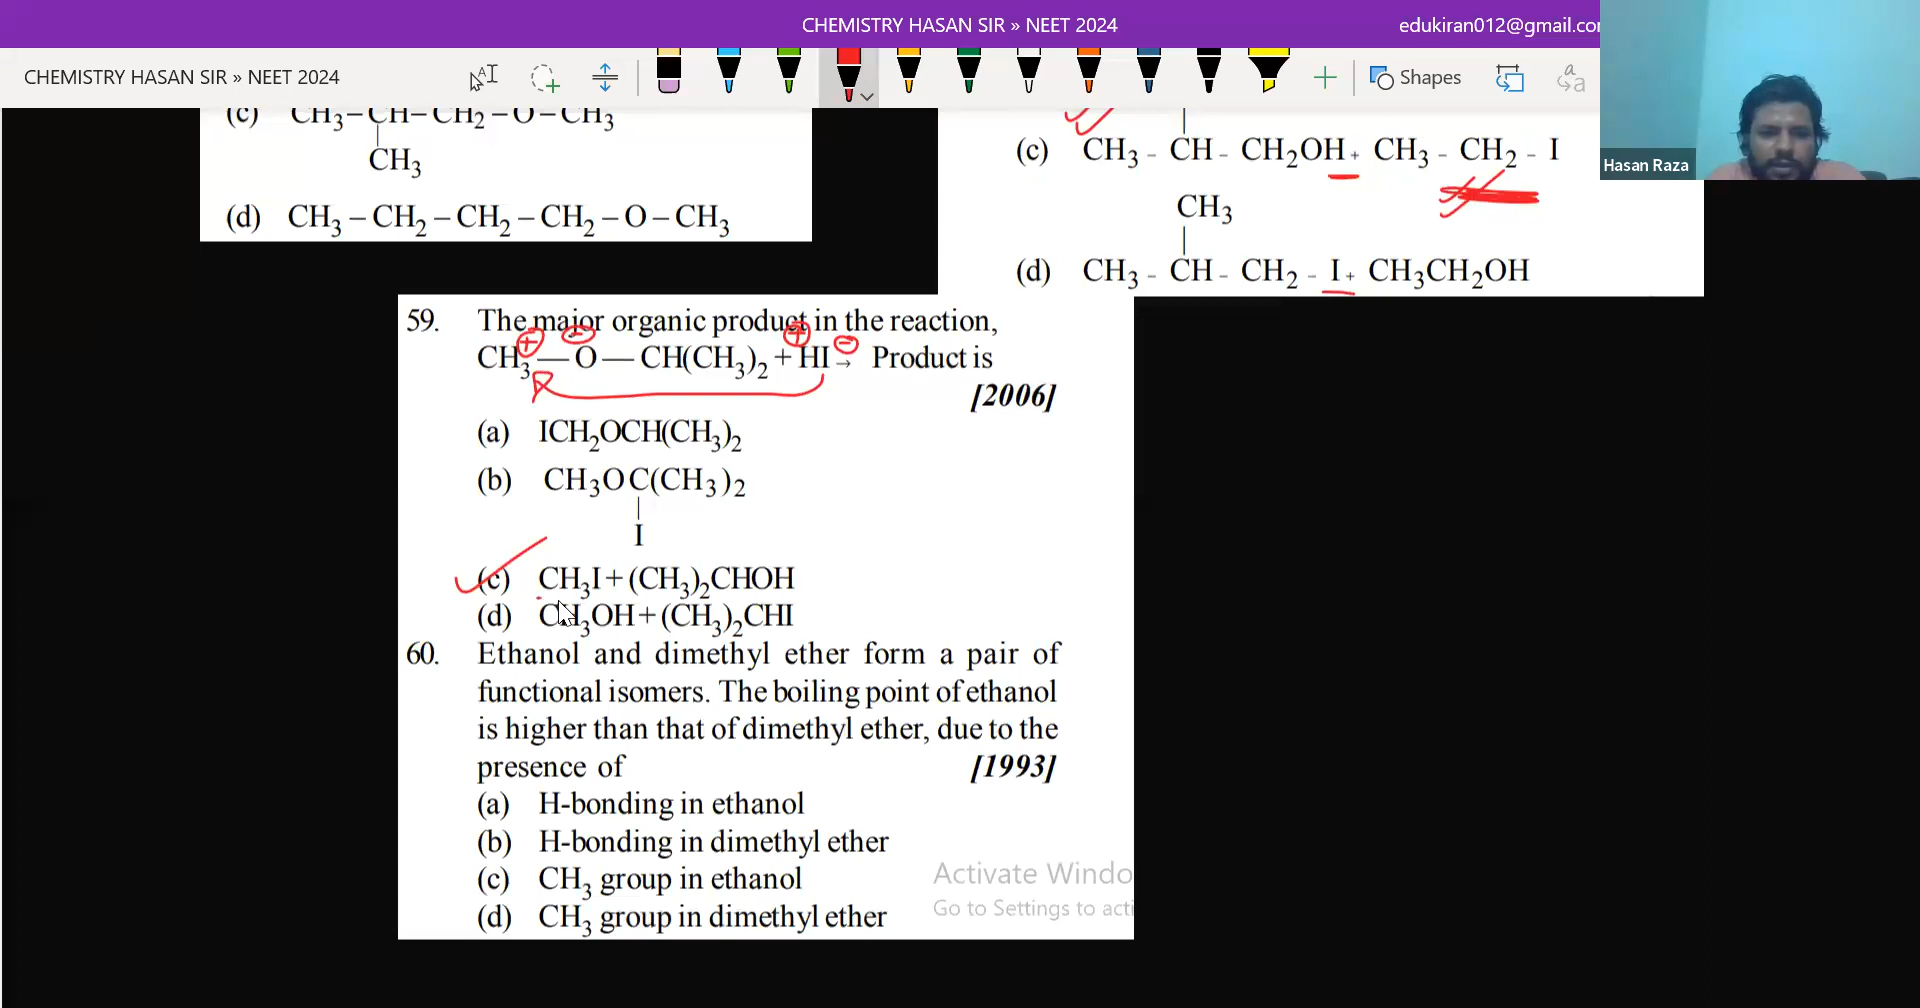 CHEMISTRY HASAN SIR » NEET 2024
edukiran012@gmail.co
CHEMISTRY HASAN SIR » NEET 2024
Shapes
Hasan Raza
(c) CH₃–CH–CH₂–O–CH₃
CH₃
(d) CH₃–CH₂–CH₂–CH₂–O–CH₃
(c) CH₃ - CH - CH₂OH + CH₃ - CH₂ - I
CH₃
(d) CH₃ - CH - CH₂ - I + CH₃CH₂OH
59. The major organic product in the reaction,
CH₃—O—CH(CH₃)₂ + HI → Product is
[2006]
(a) ICH₂OCH(CH₃)₂
(b) CH₃OC(CH₃)₂
I
(c) CH₃I + (CH₃)₂CHOH
(d) CH₃OH + (CH₃)₂CHI
60. Ethanol and dimethyl ether form a pair of
functional isomers. The boiling point of ethanol
is higher than that of dimethyl ether, due to the
presence of [1993]
(a) H-bonding in ethanol
(b) H-bonding in dimethyl ether
(c) CH₃ group in ethanol
(d) CH₃ group in dimethyl ether
Activate Windo
Go to Settings to acti